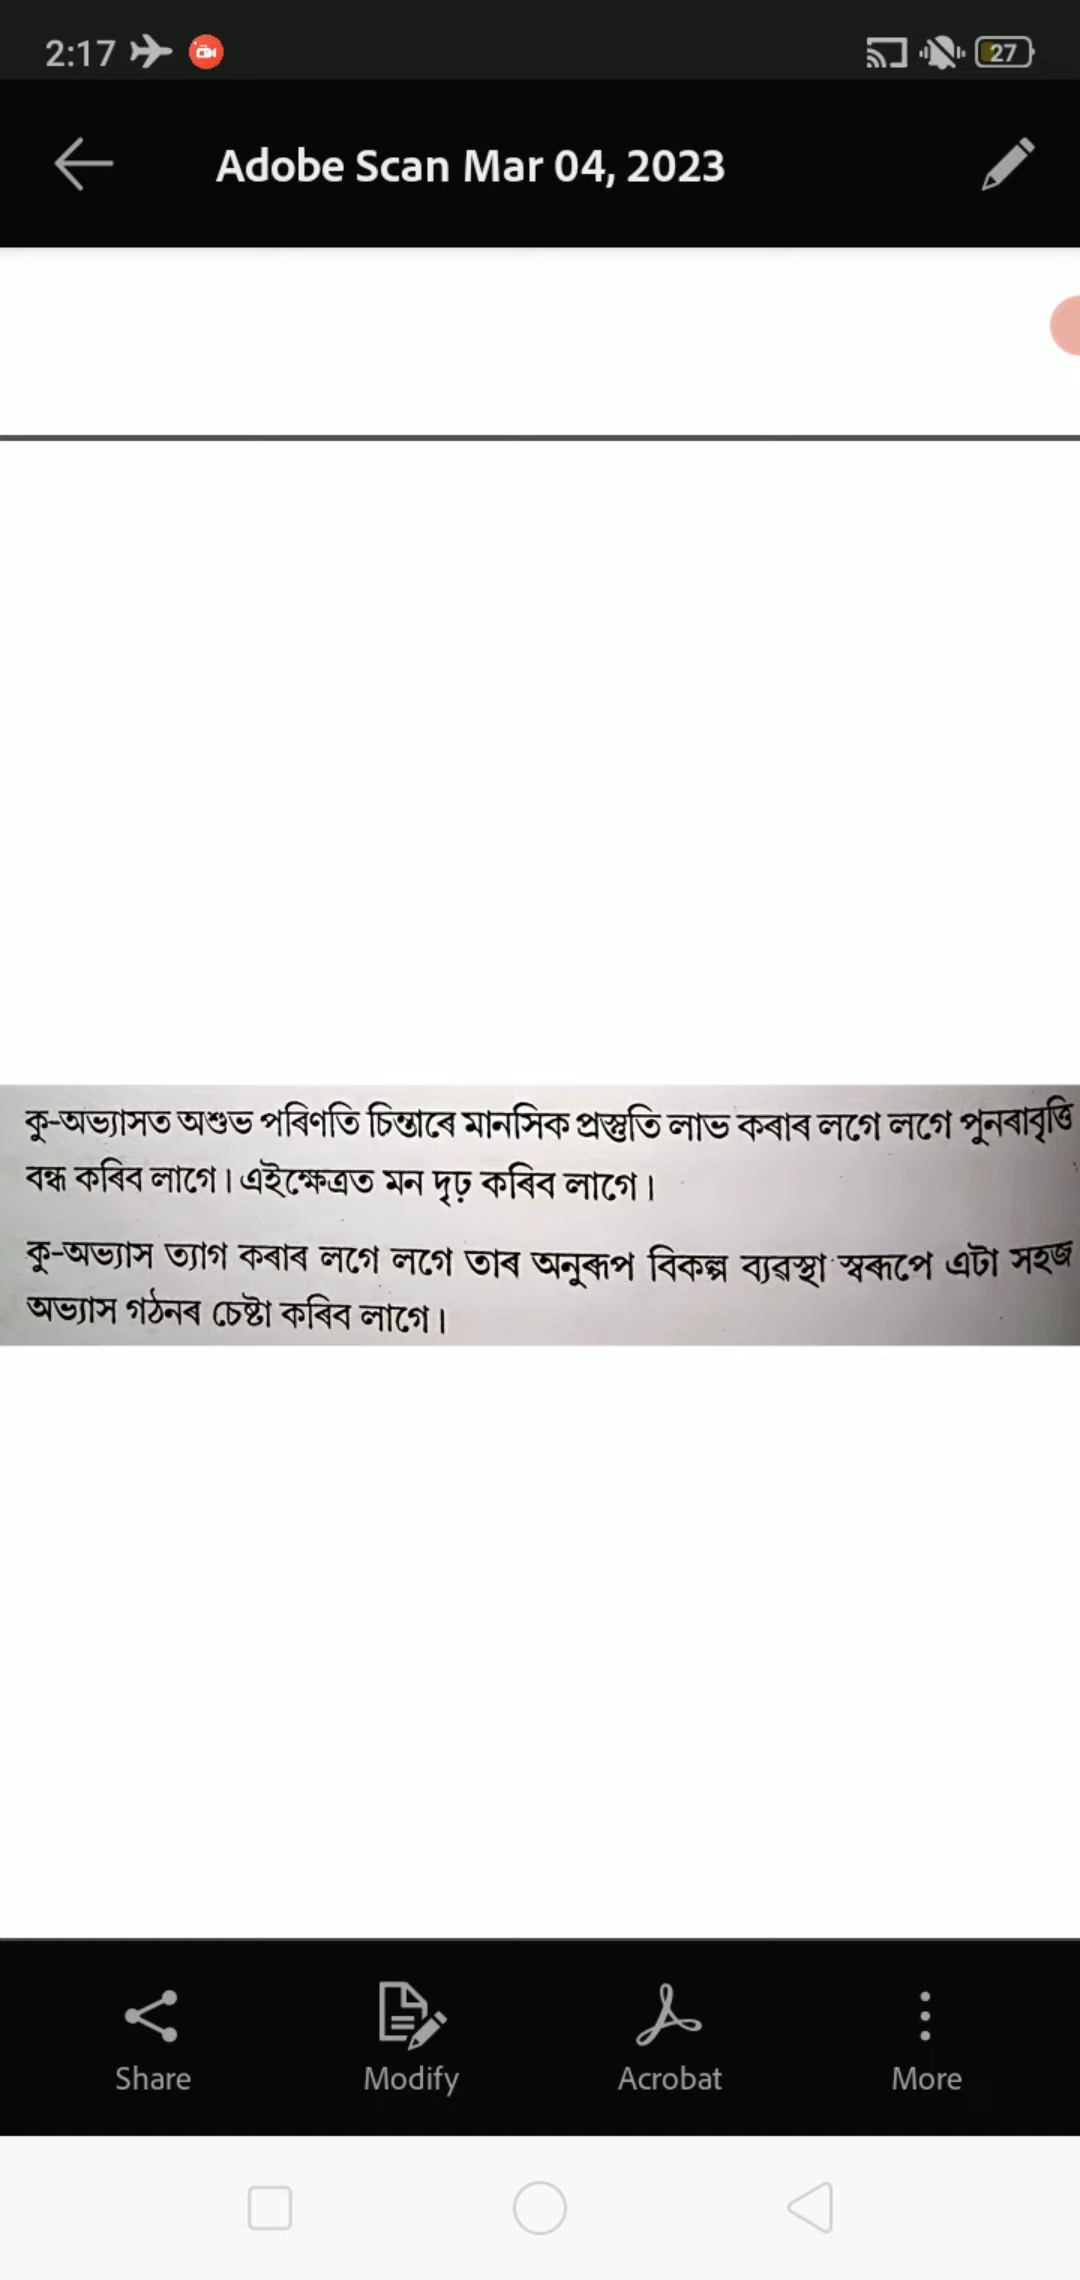 2:17
27
Adobe Scan Mar 04, 2023
কু-অভ্যাসত অশুভ পৰিণতি চিন্তাৰে মানসিক প্ৰস্তুতি লাভ কৰাৰ লগে লগে পুনৰাবৃত্তি
বন্ধ কৰিব লাগে। এইক্ষেত্ৰত মন দৃঢ় কৰিব লাগে।
কু-অভ্যাস ত্যাগ কৰাৰ লগে লগে তাৰ অনুৰূপ বিকল্প ব্যৱস্থা স্বৰূপে এটা সহজ
অভ্যাস গঠনৰ চেষ্টা কৰিব লাগে।
Share Modify Acrobat More